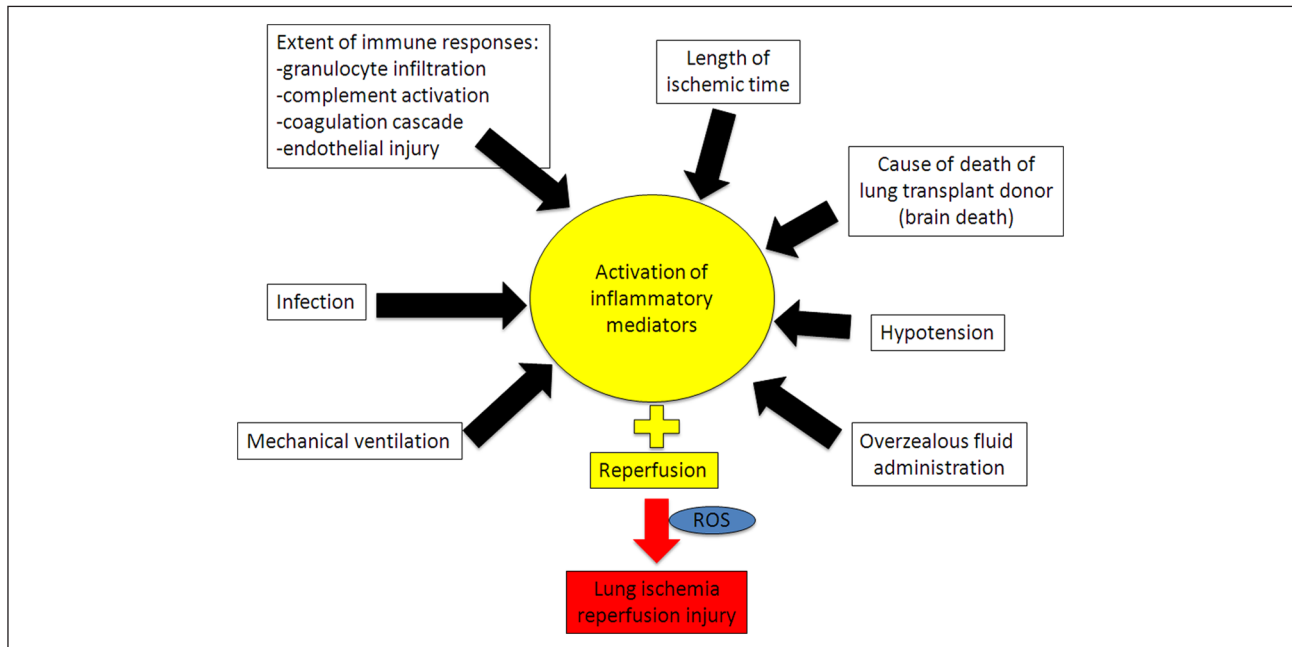 Extent of immune responses:
-granulocyte infiltration
-complement activation
-coagulation cascade
-endothelial injury
Length of
ischemic time
Cause of death of
lung transplant donor
(brain death)
Activation of
inflammatory
mediators
Infection
Hypotension
Mechanical ventilation
Overzealous fluid
administration
Reperfusion
ROS
Lung ischemia
reperfusion injury